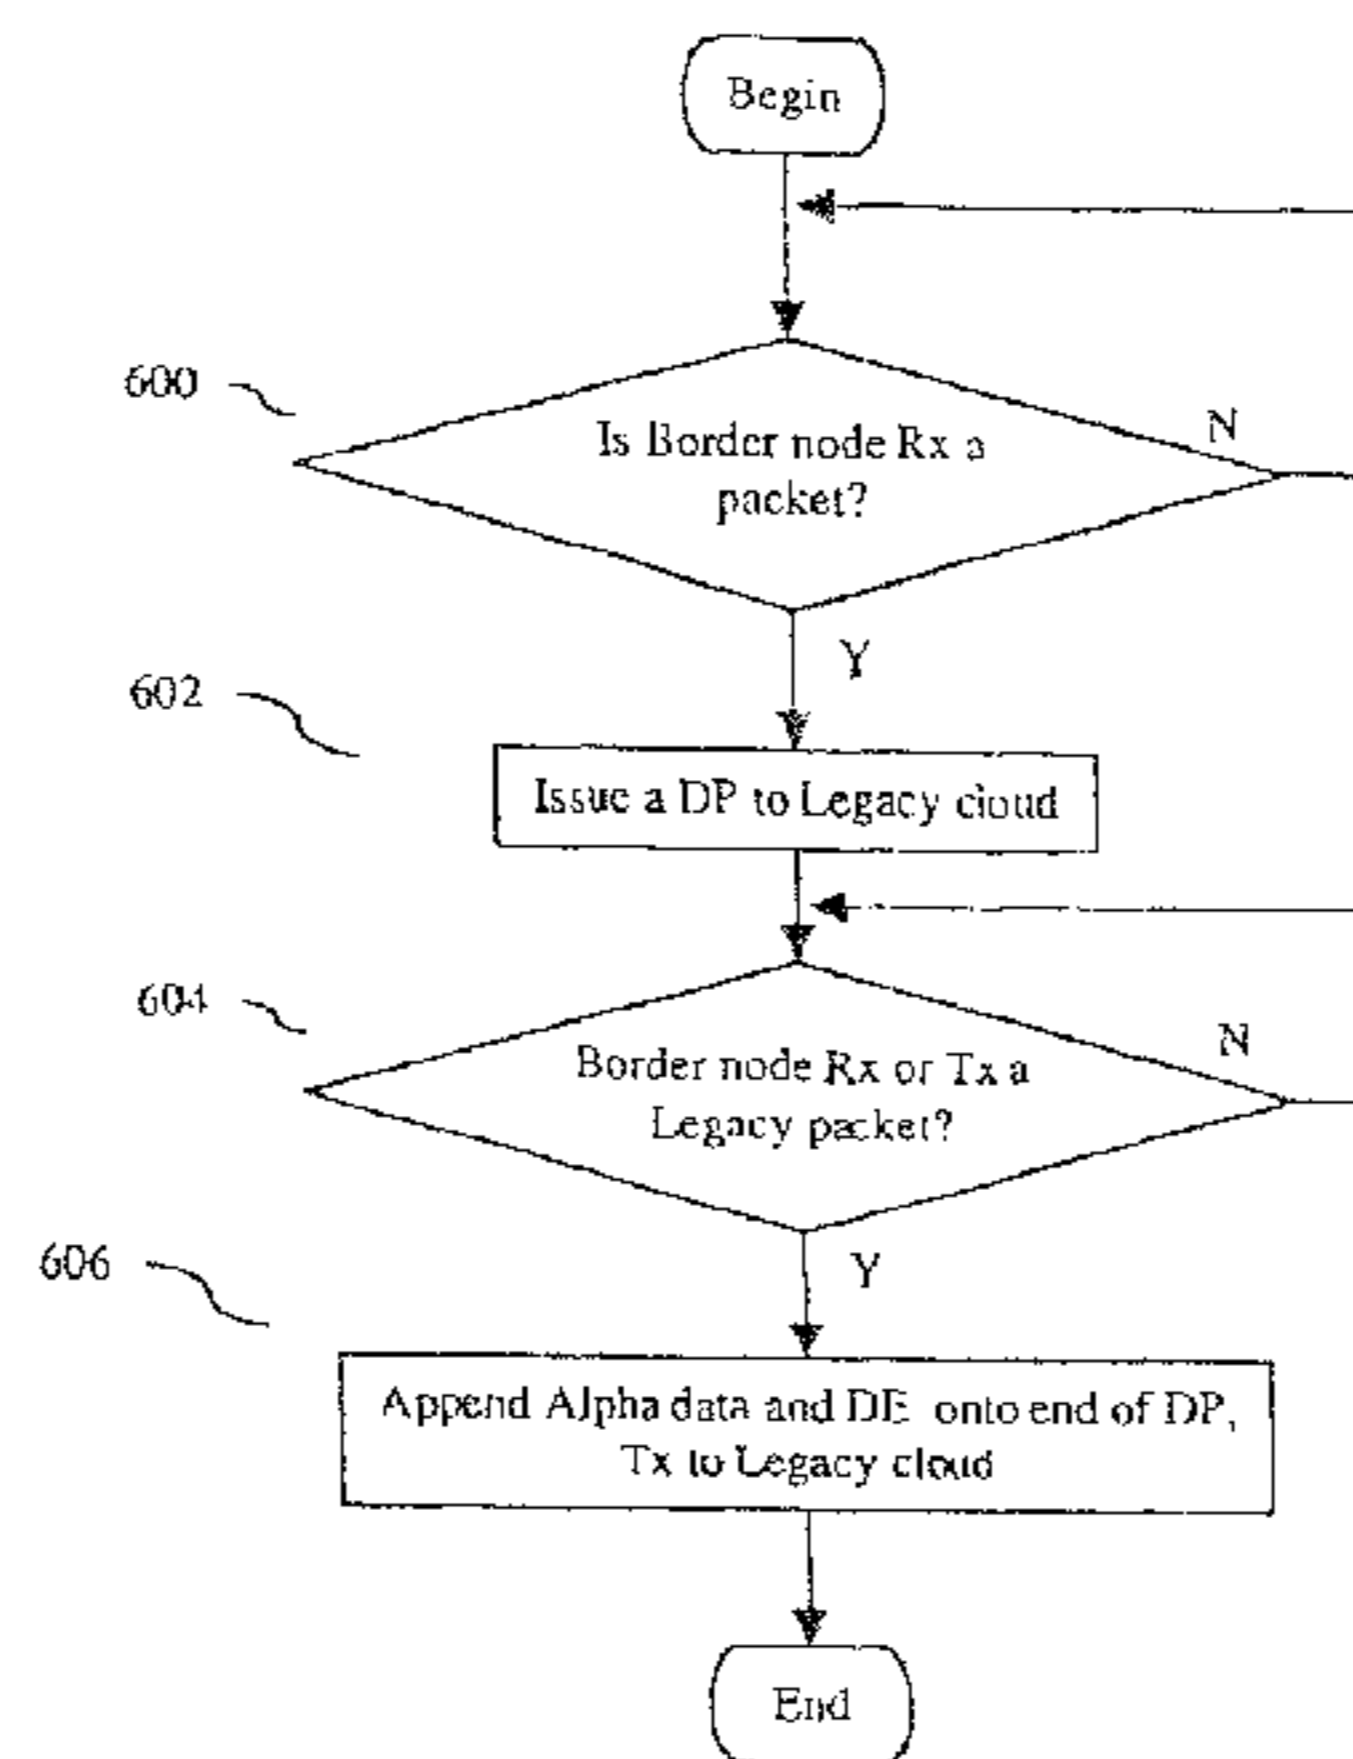 Begin
600
Is Border node Rx a
packet?
N
Y
602
Issue a DP to Legacy cloud
604
Border node Rx or Tx a
Legacy packet?
N
Y
606
Append Alpha data and DE onto end of DP,
Tx to Legacy cloud
End